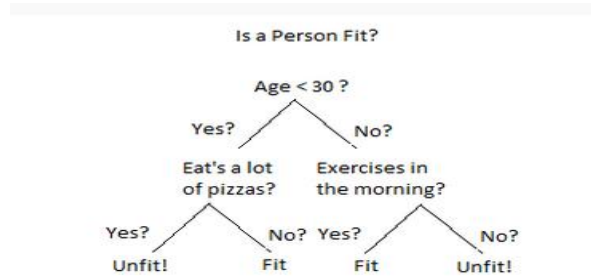 Is a Person Fit?
Age < 30 ?
Yes? No?
Eat's a lot Exercises in
of pizzas? the morning?
Yes? No? Yes? No?
Unfit! Fit Fit Unfit!